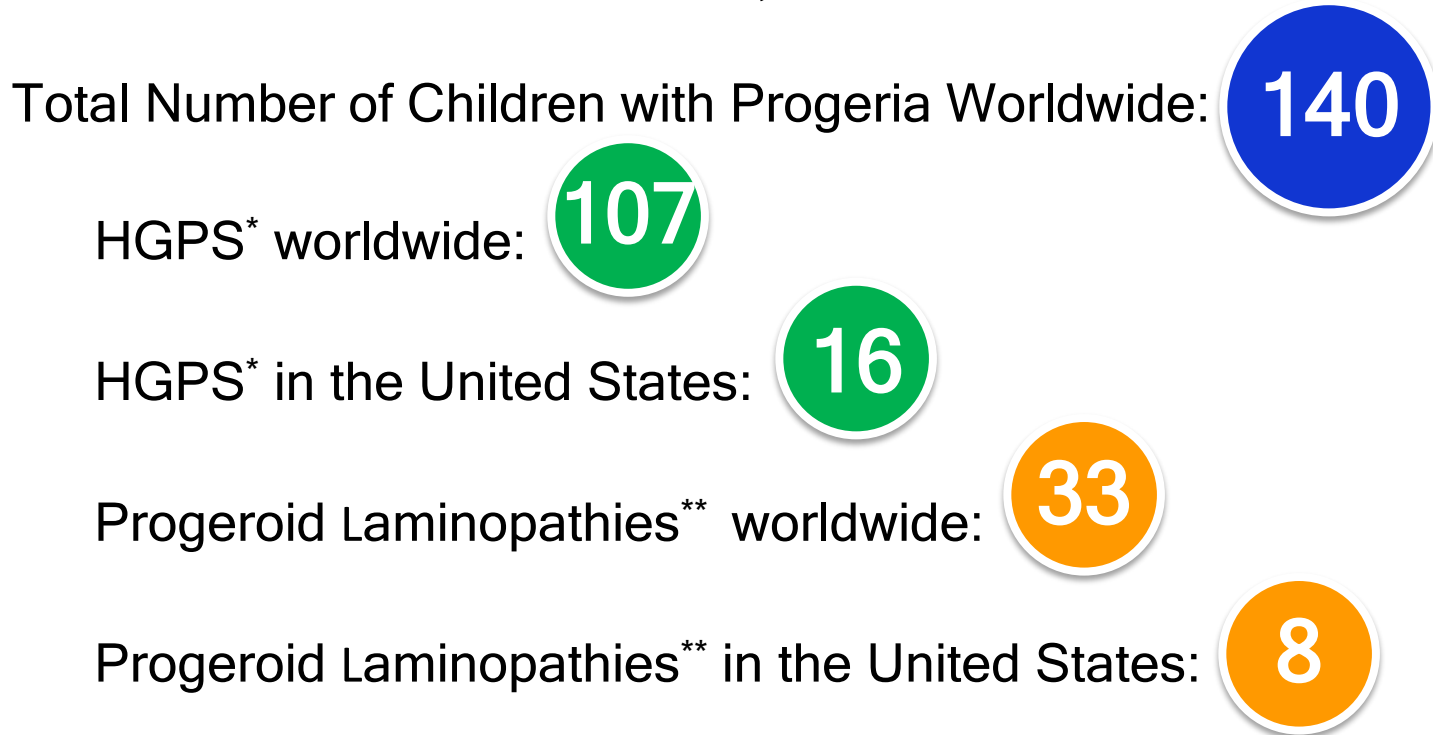 Total Number of Children with Progeria Worldwide: 140
HGPS* worldwide: 107
HGPS* in the United States: 16
Progeroid Laminopathies** worldwide: 33
Progeroid Laminopathies** in the United States: 8